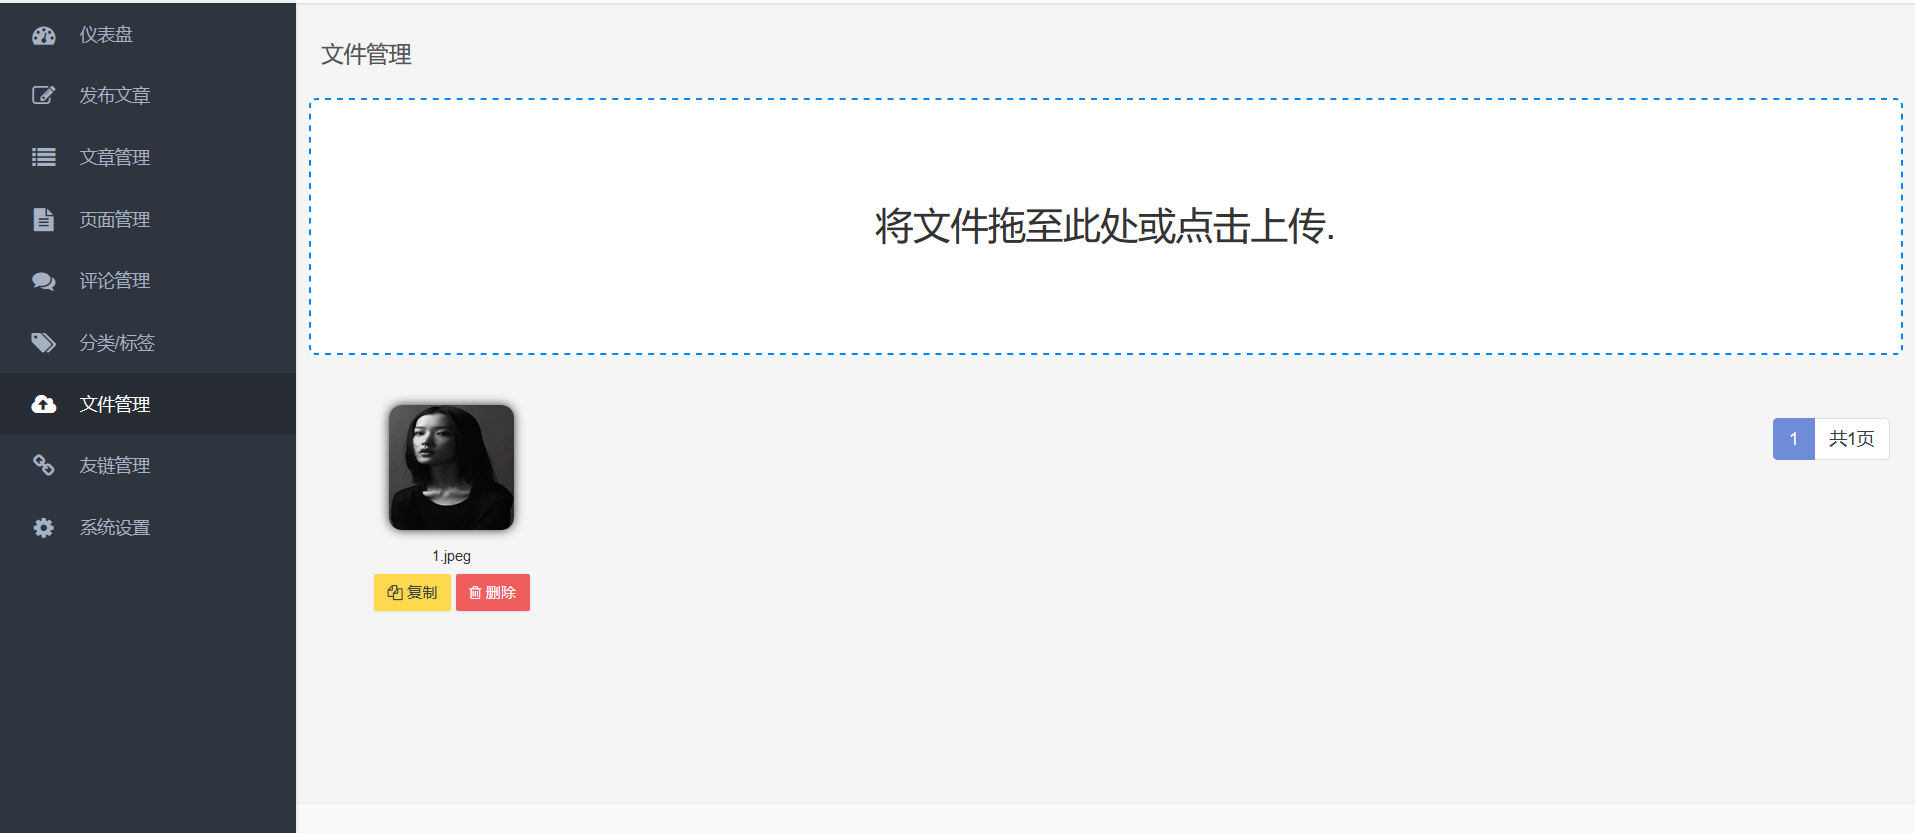 仪表盘
发布文章
文章管理
页面管理
评论管理
分类/标签
文件管理
友链管理
系统设置
文件管理
将文件拖至此处或点击上传.
1.jpeg
复制 删除
1 共1页